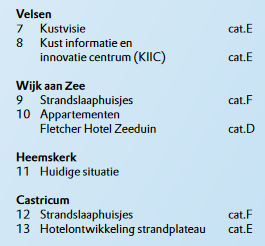 Velsen
7 Kustvisie cat.E
8 Kust informatie en
innovatie centrum (KIIC) cat.E
Wijk aan Zee
9 Strandslaaphuisjes cat.F
10 Appartementen
Fletcher Hotel Zeeduin cat.D
Heemskerk
11 Huidige situatie
Castricum
12 Strandslaaphuisjes cat.F
13 Hotelontwikkeling strandplateau cat.E